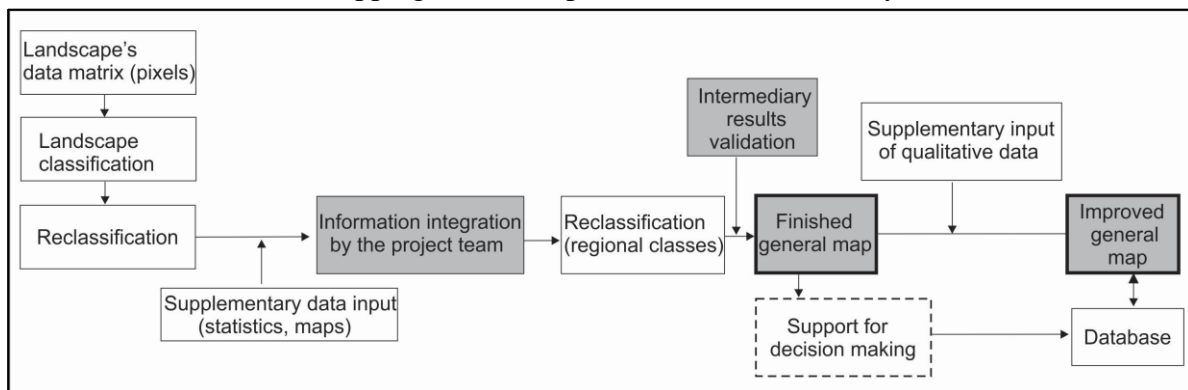 Landscape's
data matrix (pixels)
Landscape
classification
Reclassification
Supplementary data input
(statistics, maps)
Information integration
by the project team
Reclassification
(regional classes)
Intermediary
results
validation
Finished
general map
Support for
decision making
Supplementary input
of qualitative data
Improved
general
map
Database